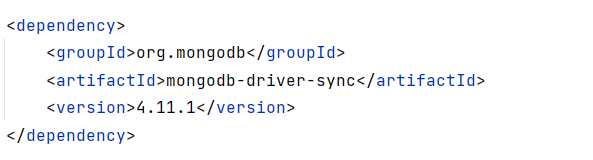 <dependency>
    <groupId>org.mongodb</groupId>
    <artifactId>mongodb-driver-sync</artifactId>
    <version>4.11.1</version>
</dependency>